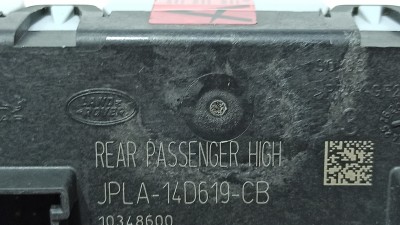 LAND
ROVER
REAR PASSENGER HIGH
JPLA-14D619-CB
10348600